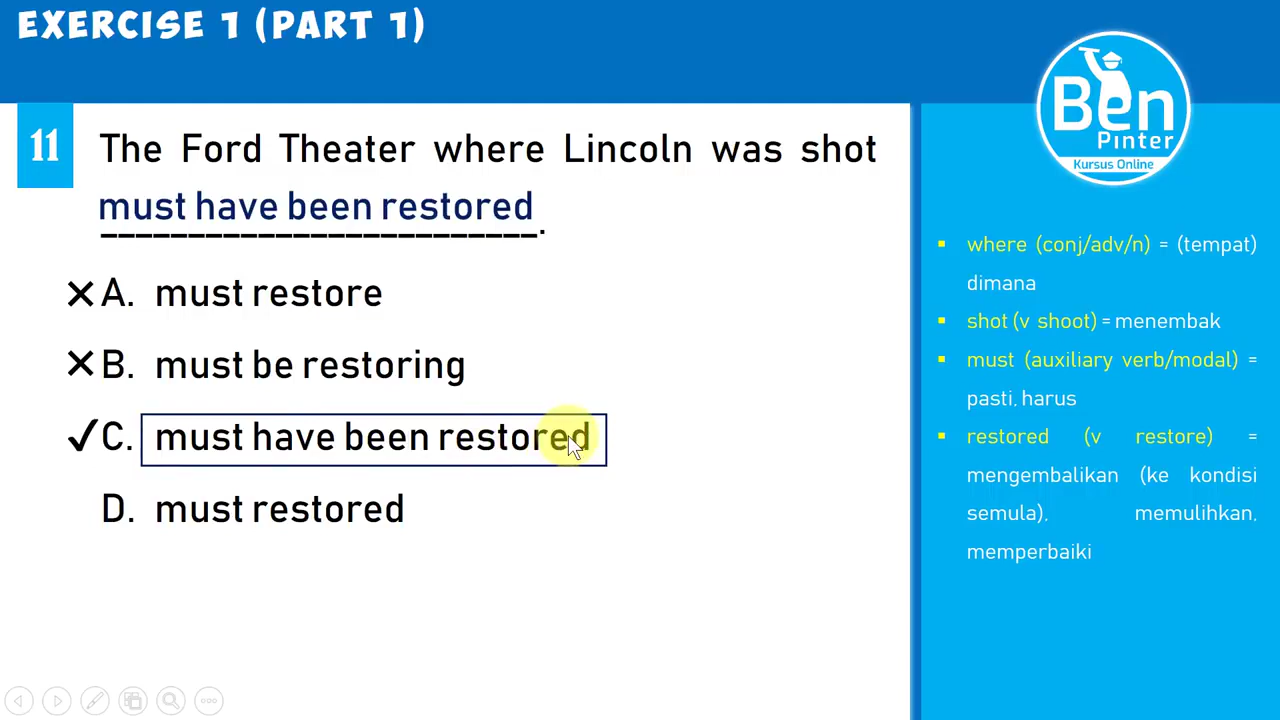 EXERCISE 1 (PART 1)
11
The Ford Theater where Lincoln was shot
must have been restored
_________________________.
A. must restore
B. must be restoring
C. must have been restored
D. must restored
Ben
Pinter
Kursus Online
where (conj/adv/n) = (tempat)
dimana
shot (v shoot) = menembak
must (auxiliary verb/modal) =
pasti, harus
restored (v restore) =
mengembalikan (ke kondisi
semula), memulihkan,
memperbaiki